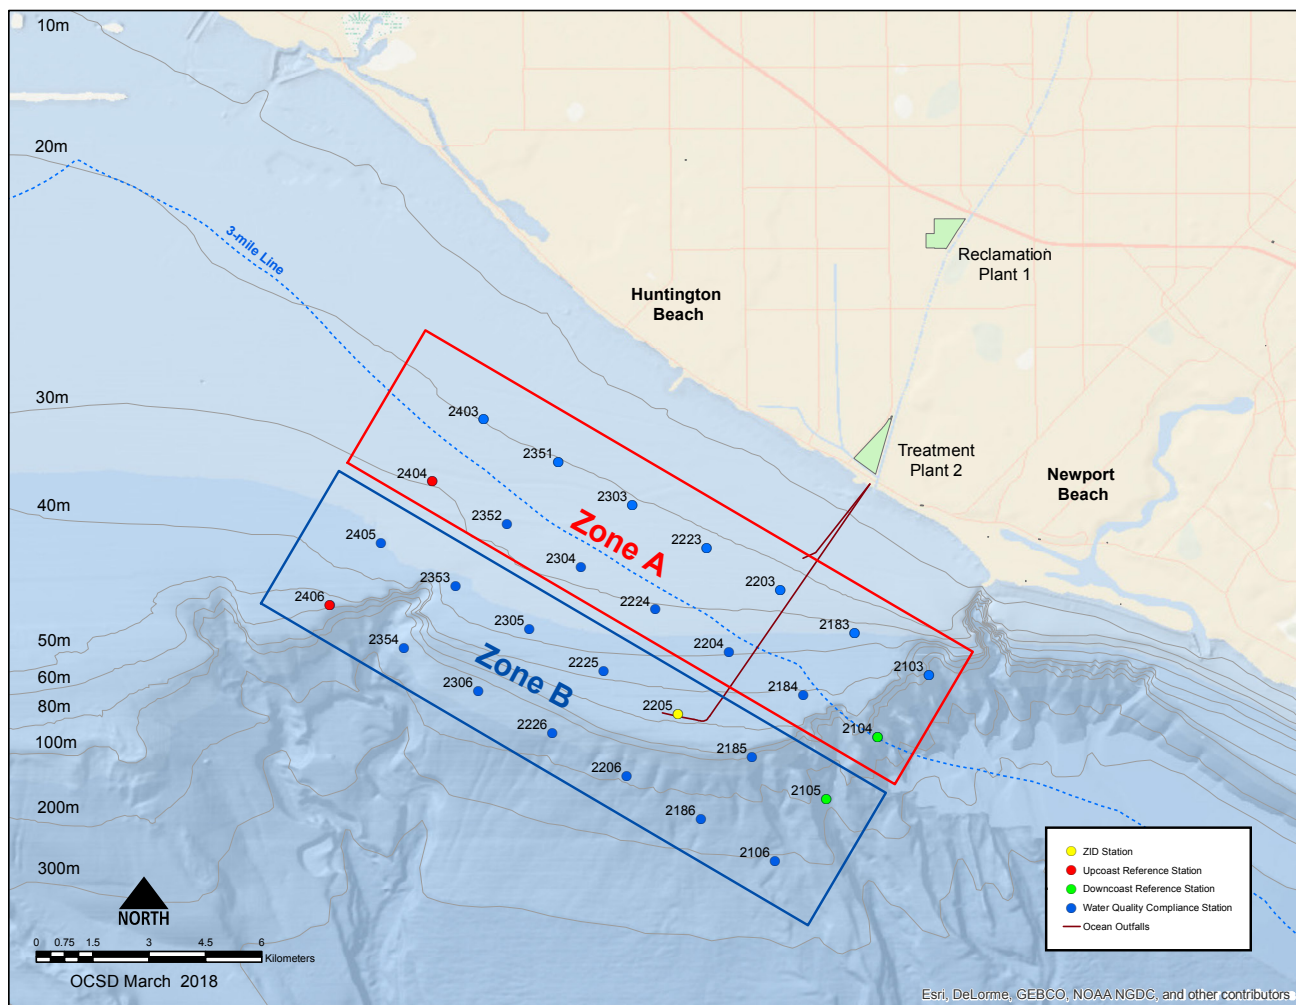 10m
20m
3-mile Line
Reclamation
Plant 1
Huntington
Beach
30m
2403
2351
2404
Treatment
Plant 2
Newport
Beach
40m
2303
2352
Zone A
2223
2405
2304
2353
2203
2406
2224
2305
2183
50m
2354
2204
Zone B
2225
2103
60m
2306
2184
80m
2205
2226
2104
100m
2185
2206
2105
200m
2186
2106
300m
NORTH
0 0.75 1.5 3 4.5 6
Kilometers
OCSD March 2018
ZID Station
Upcoast Reference Station
Downcoast Reference Station
Water Quality Compliance Station
Ocean Outfalls
Esri, DeLorme, GEBCO, NOAA NGDC, and other contributors